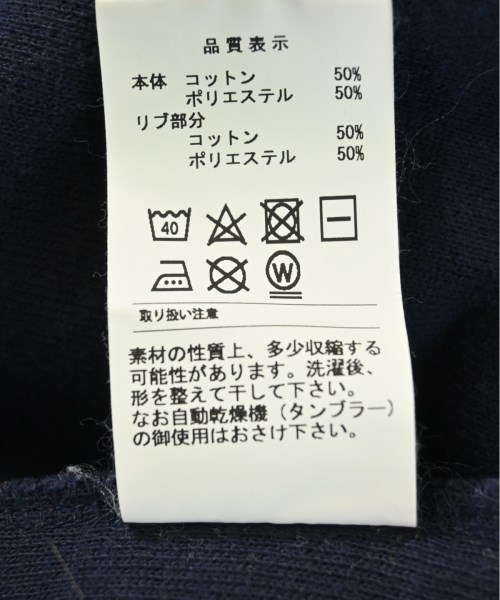 品質表示
本体 コットン 50%
ポリエステル 50%
リブ部分
コットン 50%
ポリエステル 50%
40
W
取り扱い注意
素材の性質上、多少収縮する
可能性があります。洗濯後、
形を整えて干して下さい。
なお自動乾燥機（タンブラー）
の御使用はおさけ下さい。